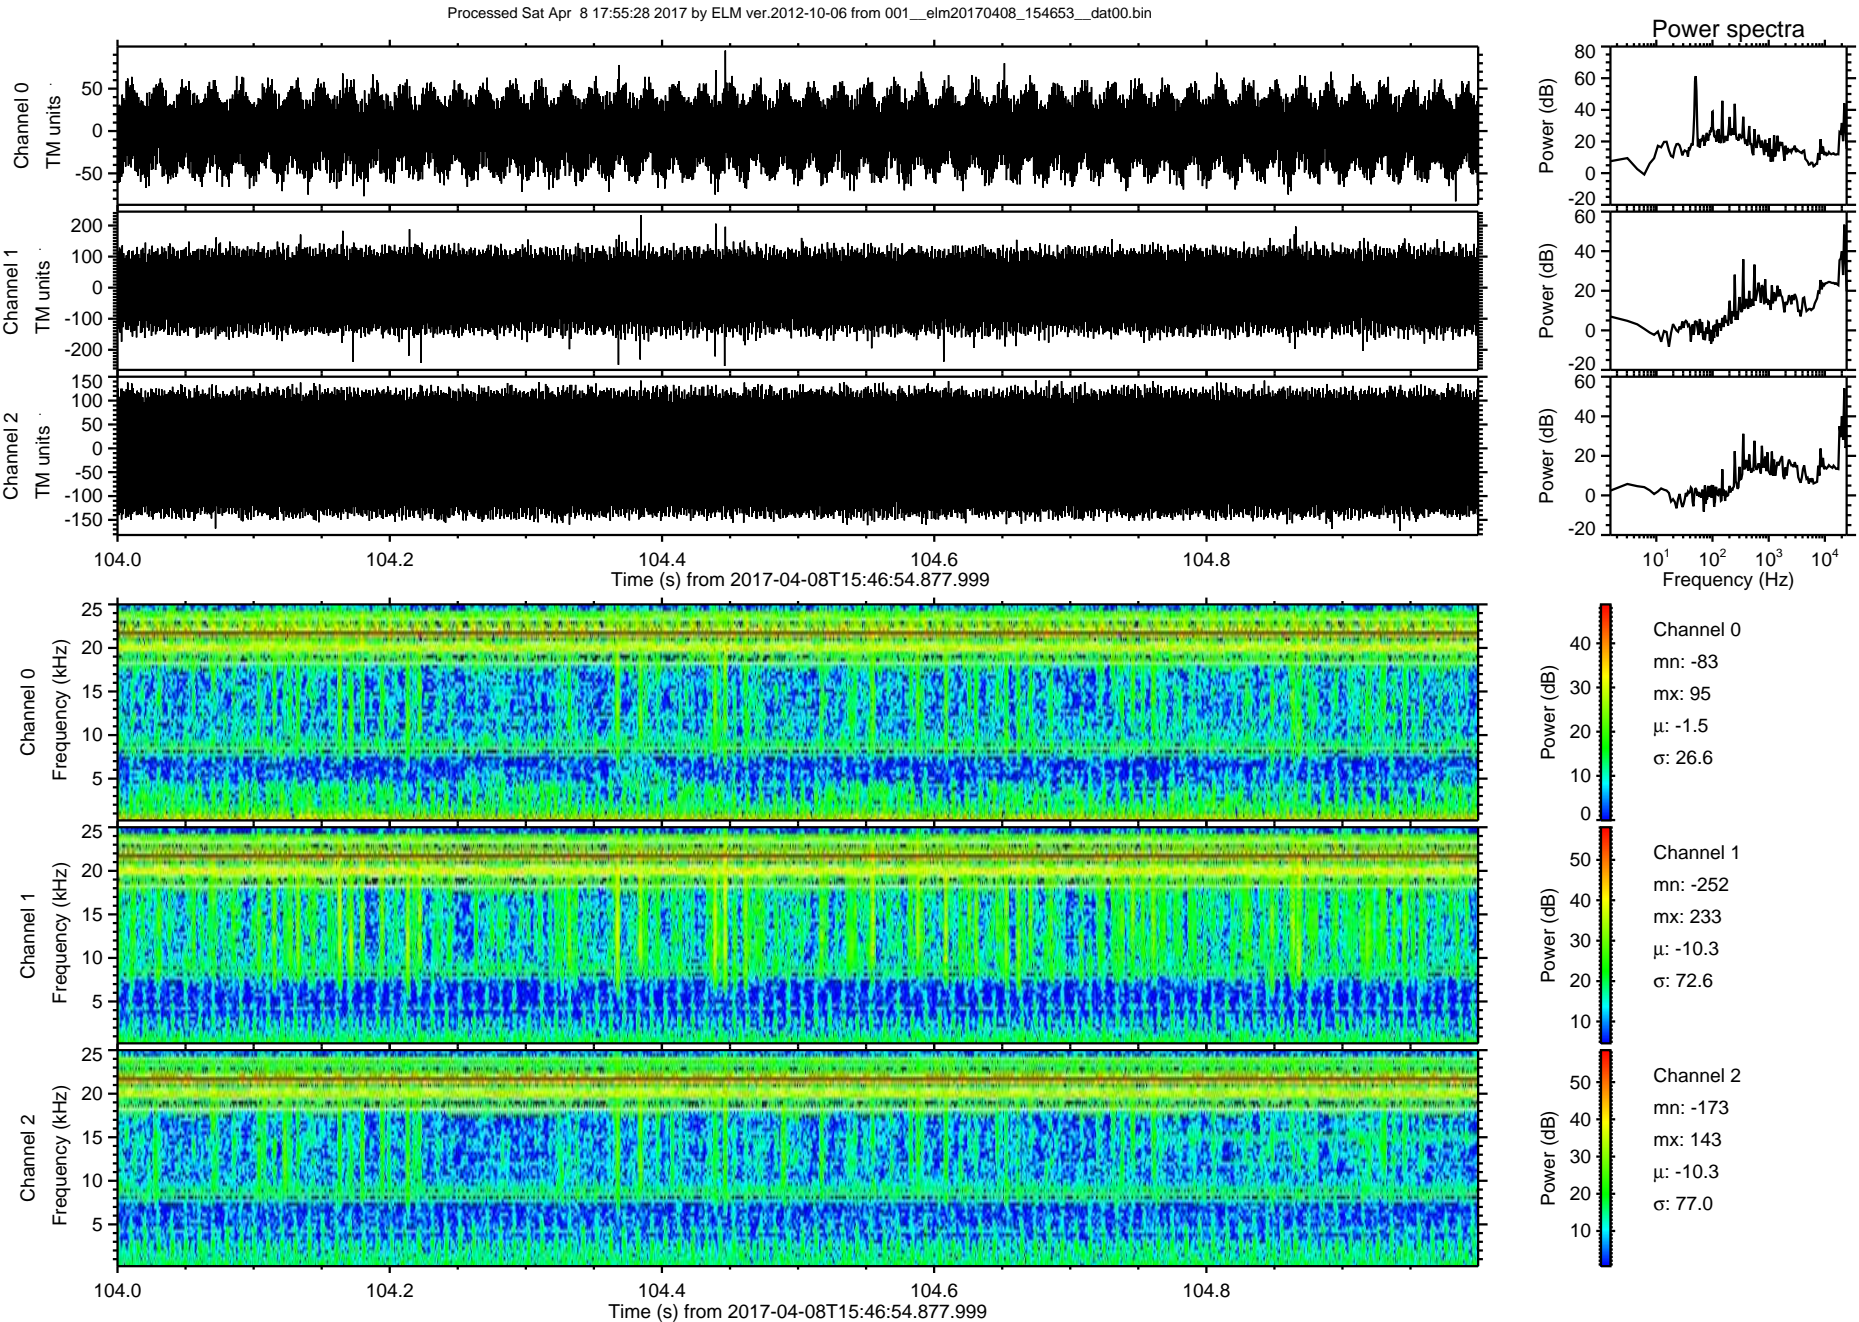 Processed Sat Apr  8 17:55:28 2017 by ELM ver.2012-10-06 from 001__elm20170408_154653__dat00.bin
Power spectra
Channel 0
TM units
50
0
-50
Power (dB)
80
60
40
20
0
-20
Channel 1
TM units
200
100
0
-100
-200
Power (dB)
60
40
20
0
-20
Channel 2
TM units
150
100
50
0
-50
-100
-150
Power (dB)
60
40
20
0
-20
104.0 104.2 104.4 104.6 104.8
Time (s) from 2017-04-08T15:46:54.877.999
10^1 10^2 10^3 10^4
Frequency (Hz)
Channel 0
Frequency (kHz)
25
20
15
10
5
Power (dB)
40
30
20
10
0
Channel 0
mn: -83
mx: 95
μ: -1.5
σ: 26.6
Channel 1
Frequency (kHz)
25
20
15
10
5
Power (dB)
50
40
30
20
10
Channel 1
mn: -252
mx: 233
μ: -10.3
σ: 72.6
Channel 2
Frequency (kHz)
25
20
15
10
5
Power (dB)
50
40
30
20
10
Channel 2
mn: -173
mx: 143
μ: -10.3
σ: 77.0
104.0 104.2 104.4 104.6 104.8
Time (s) from 2017-04-08T15:46:54.877.999